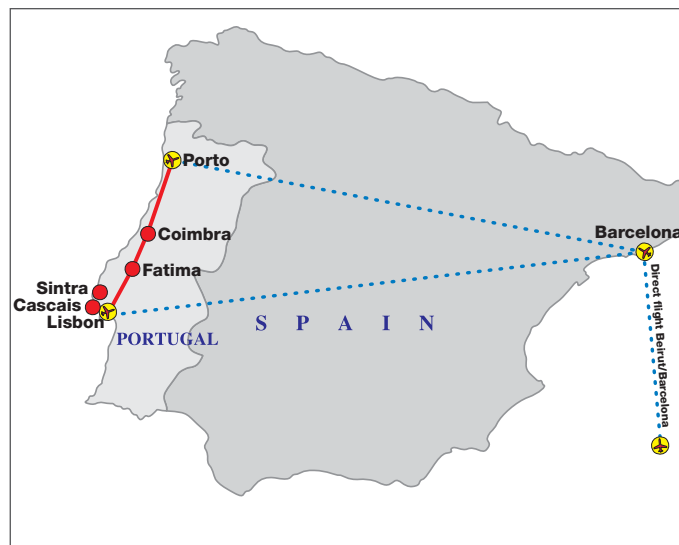 Porto
Coimbra
Barcelona
Fatima
Sintra
Cascais
Lisbon
PORTUGAL
S P A I N
Direct flight Beirut/Barcelona